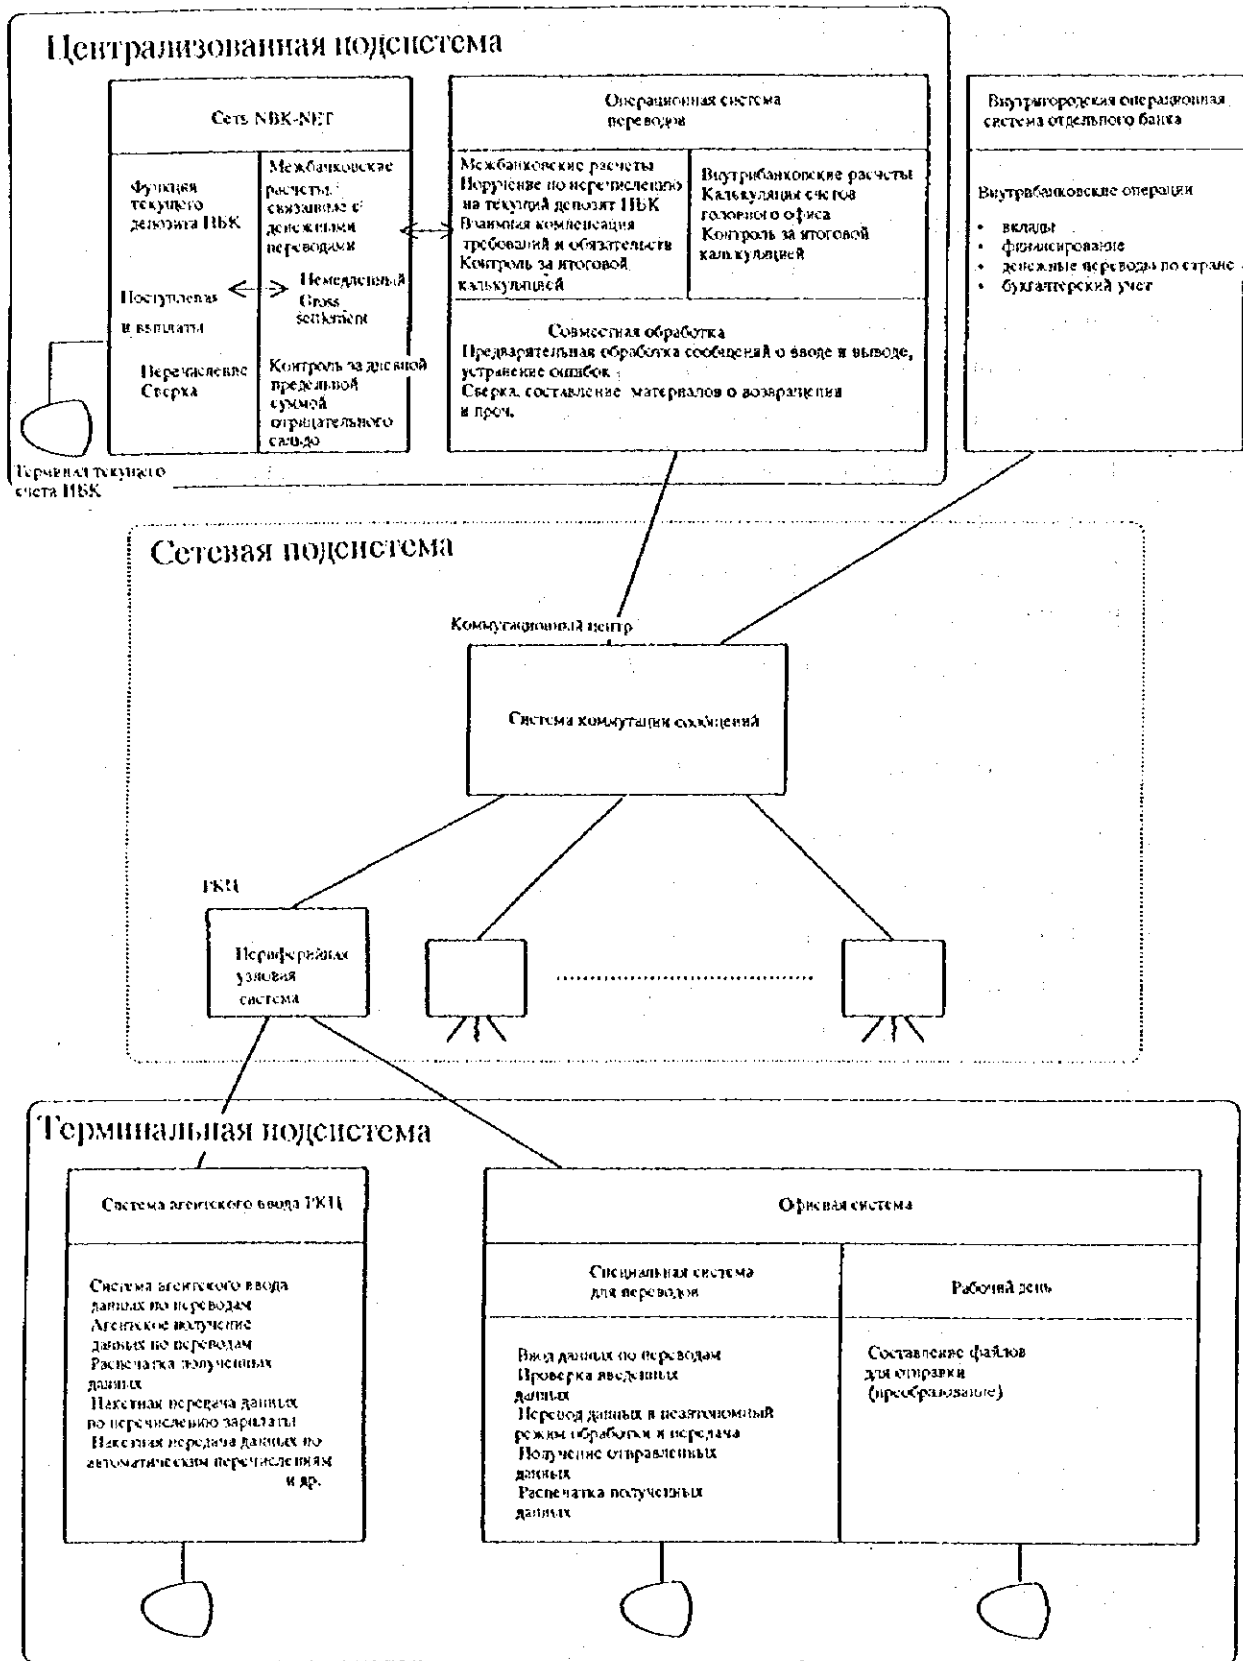 Централизованная подсистема
Сеть NBK-NET
Функция
текущего
депозита НБК
Поступления
и выплаты
Перечисление
Сверка
Межбанковские
расчеты,
связанные с
денежными
переводами
Немедленный
Gross
settlement
Контроль за дневной
предельной
суммой
отрицательного
сальдо
Терминал текущего
счета НБК
Операционная система
переводов
Межбанковские расчеты
Поручение по перечислению
на текущий депозит НБК
Взаимная компенсация
требований и обязательств
Контроль за итоговой
калькуляцией
Внутрибанковские расчеты
Калькуляция счетов
головного офиса
Контроль за итоговой
калькуляцией
Совместная обработка
Предварятельная обработка сообщений о вводе и выводе,
устранение ошибок
Сверка, составление материалов о возвращении
и проч.
Внутригородская операционная
система отдельного банка
Внутрибанковские операции
• вклады
• финансирование
• денежные переводы по стране
• бухгалтерский учет
Сетевая подсистема
Коммутационный центр
Система коммутации сообщений
РКЦ
Периферийная
узловая
система
Терминальная подсистема
Система агентского ввода РКЦ
Система агентского ввода
данных по переводам
Агентское получение
данных по переводам
Распечатка полученных
данных
Пакетная передача данных
по перечислению зарплаты
Пакетная передача данных по
автоматическим перечислениям
и др.
Офисная система
Специальная система
для переводов
Ввод данных по переводам
Проверка введенных
данных
Перевод данных в неавтономный
режим обработки и передача
Получение отправленных
данных
Распечатка полученных
данных
Рабочий день
Составление файлов
для отправки
(преобразование)